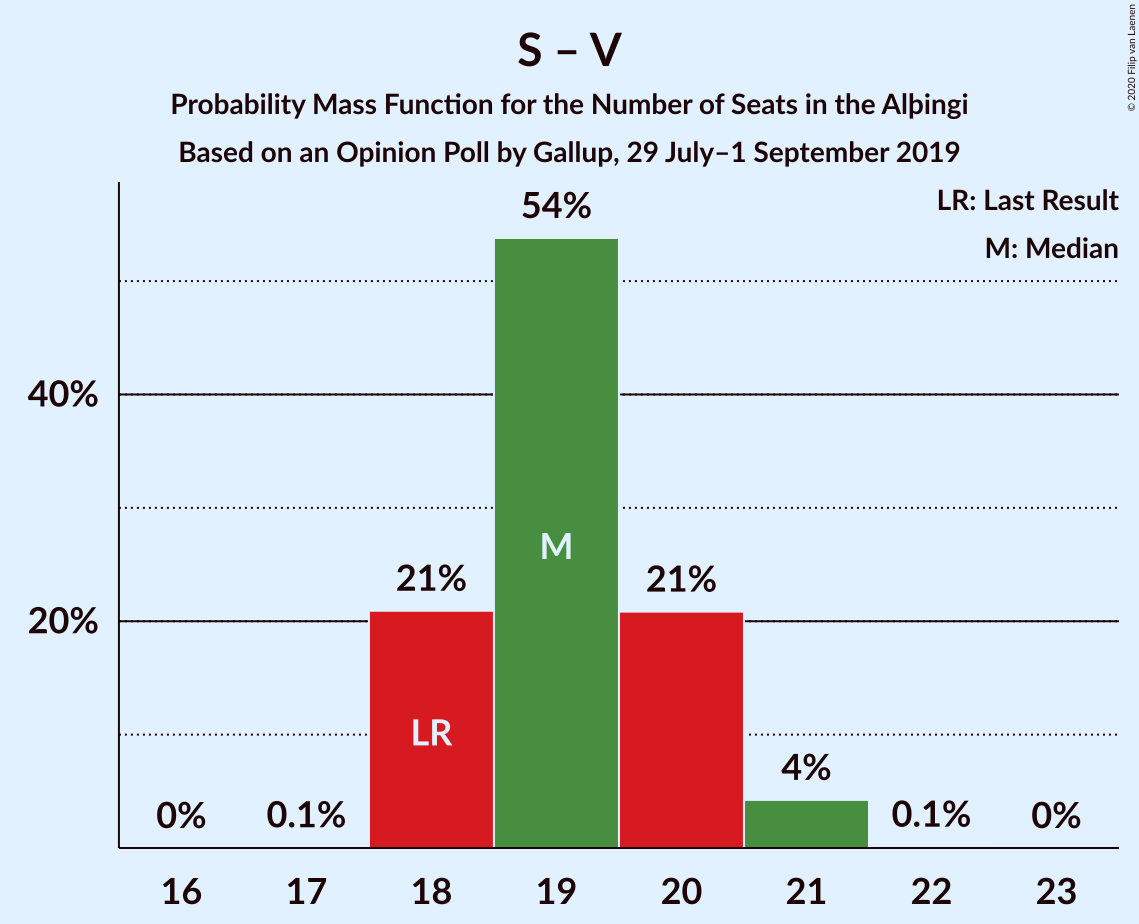 S – V
Probability Mass Function for the Number of Seats in the Alþingi
Based on an Opinion Poll by Gallup, 29 July–1 September 2019
© 2020 Filip van Laenen
LR: Last Result
M: Median
54%
40%
M
21%
21%
20%
LR
4%
0%
0.1%
0.1%
0%
16
17
18
19
20
21
22
23